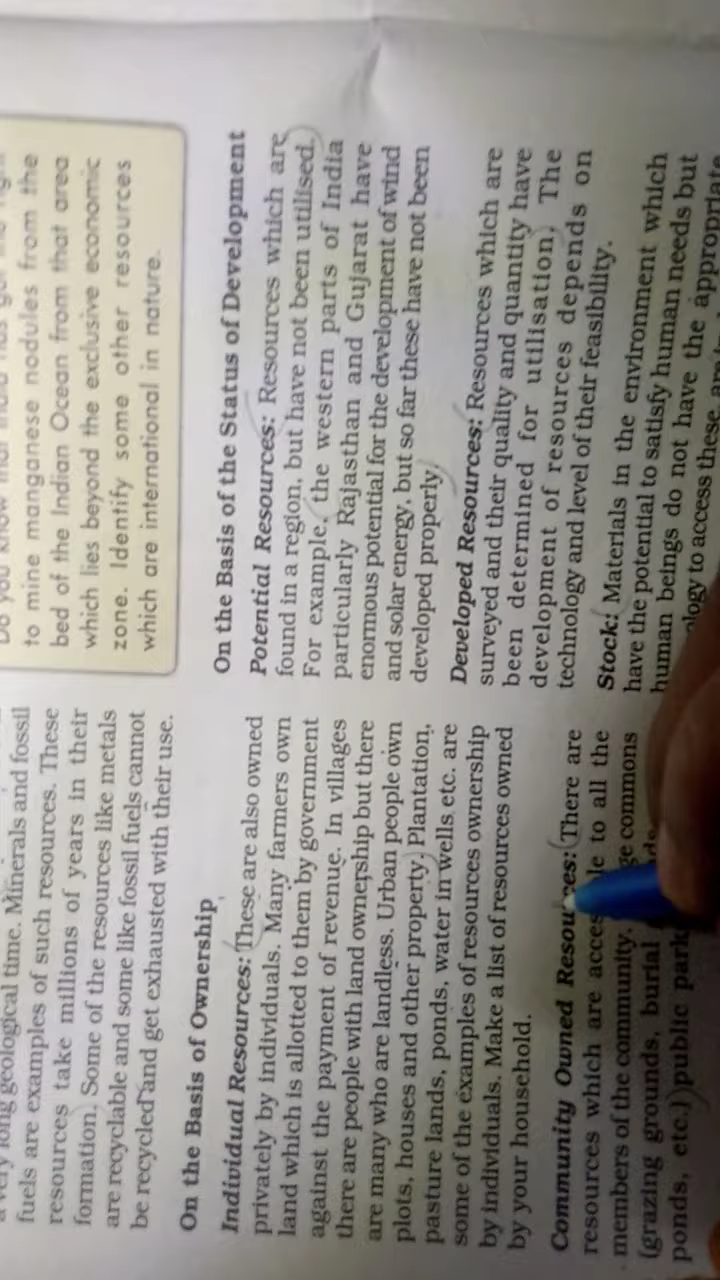 very long geological time. Minerals and fossil
fuels are examples of such resources. These
resources take millions of years in their
formation. Some of the resources like metals
are recyclable and some like fossil fuels cannot
be recycled and get exhausted with their use.
On the Basis of Ownership
Individual Resources: These are also owned
privately by individuals. Many farmers own
land which is allotted to them by government
against the payment of revenue. In villages
there are people with land ownership but there
are many who are landless. Urban people own
plots, houses and other property. Plantation,
pasture lands, ponds, water in wells etc. are
some of the examples of resources ownership
by individuals. Make a list of resources owned
by your household.
Community Owned Resources: There are
resources which are to all the
members of the community. commons
(grazing grounds, burial
ponds, etc.) public
to mine manganese nodules from the
bed of the Indian Ocean from that area
which lies beyond the exclusive economic
zone. Identify some other resources
which are international in nature.
On the Basis of the Status of Development
Potential Resources: Resources which are
found in a region, but have not been utilised.
For example, the western parts of India
particularly Rajasthan and Gujarat have
enormous potential for the development of wind
and solar energy, but so far these have not been
developed properly.
Developed Resources: Resources which are
surveyed and their quality and quantity have
been determined for utilisation. The
development of resources depends on
technology and level of their feasibility.
Stock: Materials in the environment which
have the potential to satisfy human needs but
human beings do not have the appropriate
to access these